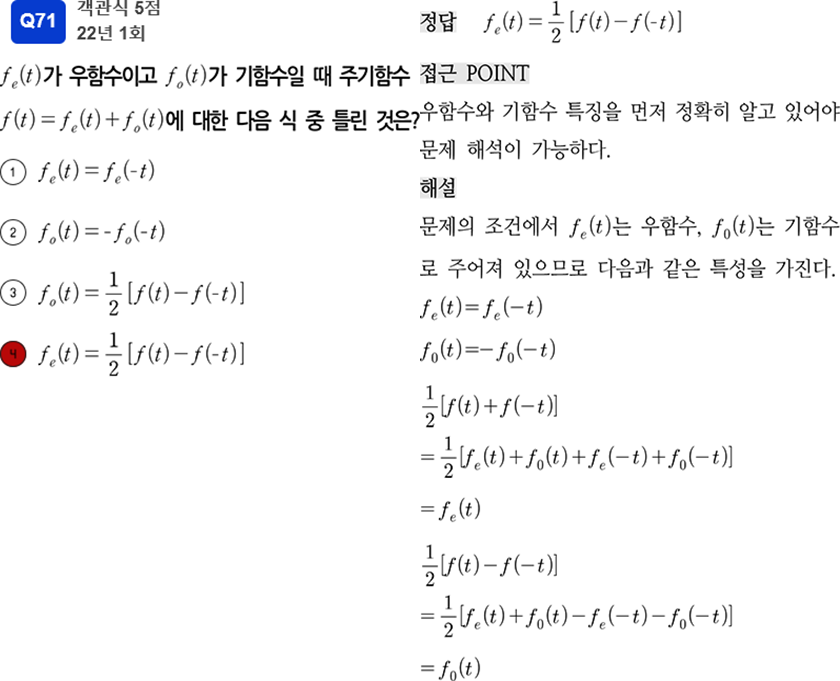 Q71
객관식 5점
22년 1회
f_e(t)가 우함수이고 f_o(t)가 기함수일 때 주기함수
f(t) = f_e(t) + f_o(t)에 대한 다음 식 중 틀린 것은?
① f_e(t) = f_e(-t)
② f_o(t) = -f_o(-t)
③ f_o(t) = 1/2 [f(t) - f(-t)]
4 f_e(t) = 1/2 [f(t) - f(-t)]
정답 f_e(t) = 1/2 [f(t) - f(-t)]
접근 POINT
우함수와 기함수 특징을 먼저 정확히 알고 있어야
문제 해석이 가능하다.
해설
문제의 조건에서 f_e(t)는 우함수, f_0(t)는 기함수
로 주어져 있으므로 다음과 같은 특성을 가진다.
f_e(t) = f_e(-t)
f_0(t) = -f_0(-t)
1/2 [f(t) + f(-t)]
= 1/2 [f_e(t) + f_0(t) + f_e(-t) + f_0(-t)]
= f_e(t)
1/2 [f(t) - f(-t)]
= 1/2 [f_e(t) + f_0(t) - f_e(-t) - f_0(-t)]
= f_0(t)